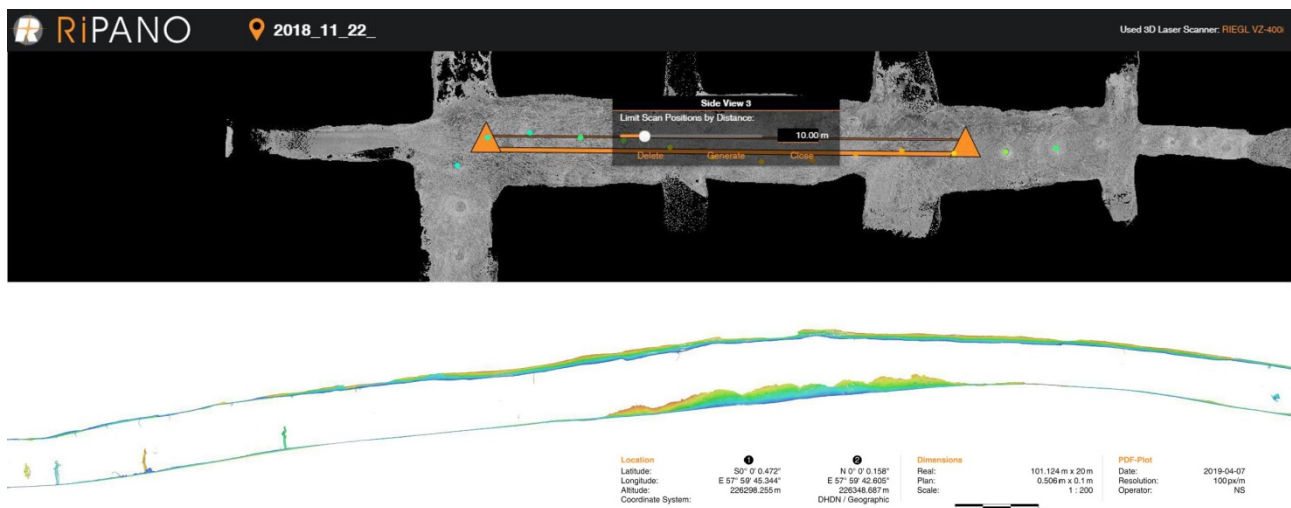 RiPANO
2018_11_22_
Used 3D Laser Scanner: RIEGL VZ-400i
Side View 3
Limit Scan Positions by Distance:
10.00 m
Delete Generate Close
Location 1 2
Latitude: S0° 0' 0.472" N 0° 0' 0.158"
Longitude: E 57° 59' 45.344" E 57° 59' 42.605"
Altitude: 226298.255 m 226348.687 m
Coordinate System: DHDN / Geographic
Dimensions
Real: 101.124 m x 20 m
Plan: 0.506 m x 0.1 m
Scale: 1 : 200
PDF-Plot
Date: 2019-04-07
Resolution: 100 px/m
Operator: NS